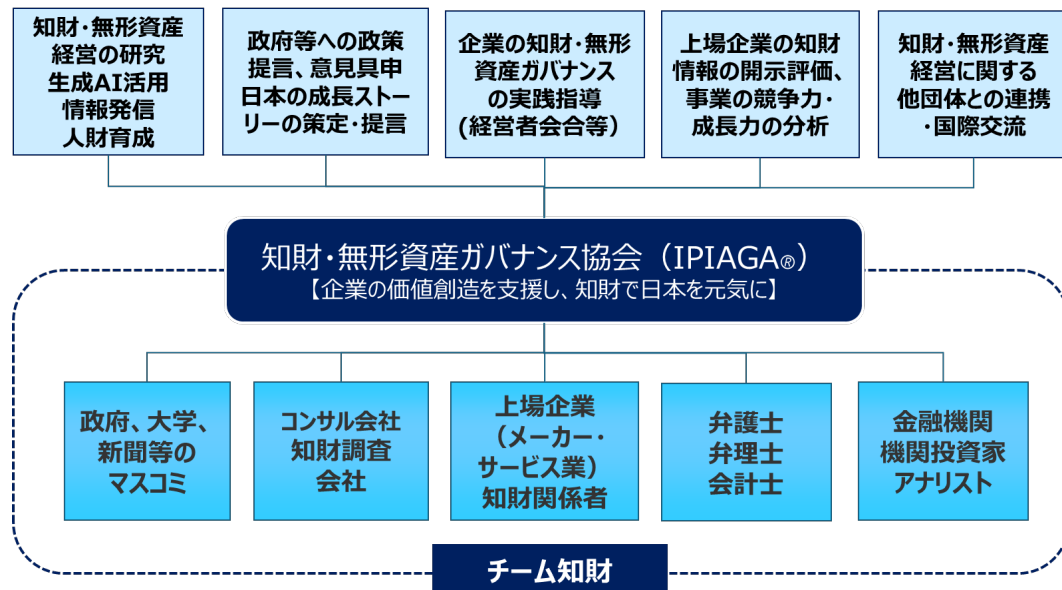 知財・無形資産
経営の研究
生成AI活用
情報発信
人財育成
政府等への政策
提言、意見具申
日本の成長ストー
リーの策定・提言
企業の知財・無形
資産ガバナンス
の実践指導
(経営者会合等）
上場企業の知財
情報の開示評価、
事業の競争力・
成長力の分析
知財・無形資産
経営に関する
他団体との連携
・国際交流
知財・無形資産ガバナンス協会（IPIAGA®）
【企業の価値創造を支援し、知財で日本を元気に】
政府、大学、
新聞等の
マスコミ
コンサル会社
知財調査
会社
上場企業
（メーカー・
サービス業）
知財関係者
弁護士
弁理士
会計士
金融機関
機関投資家
アナリスト
チーム知財